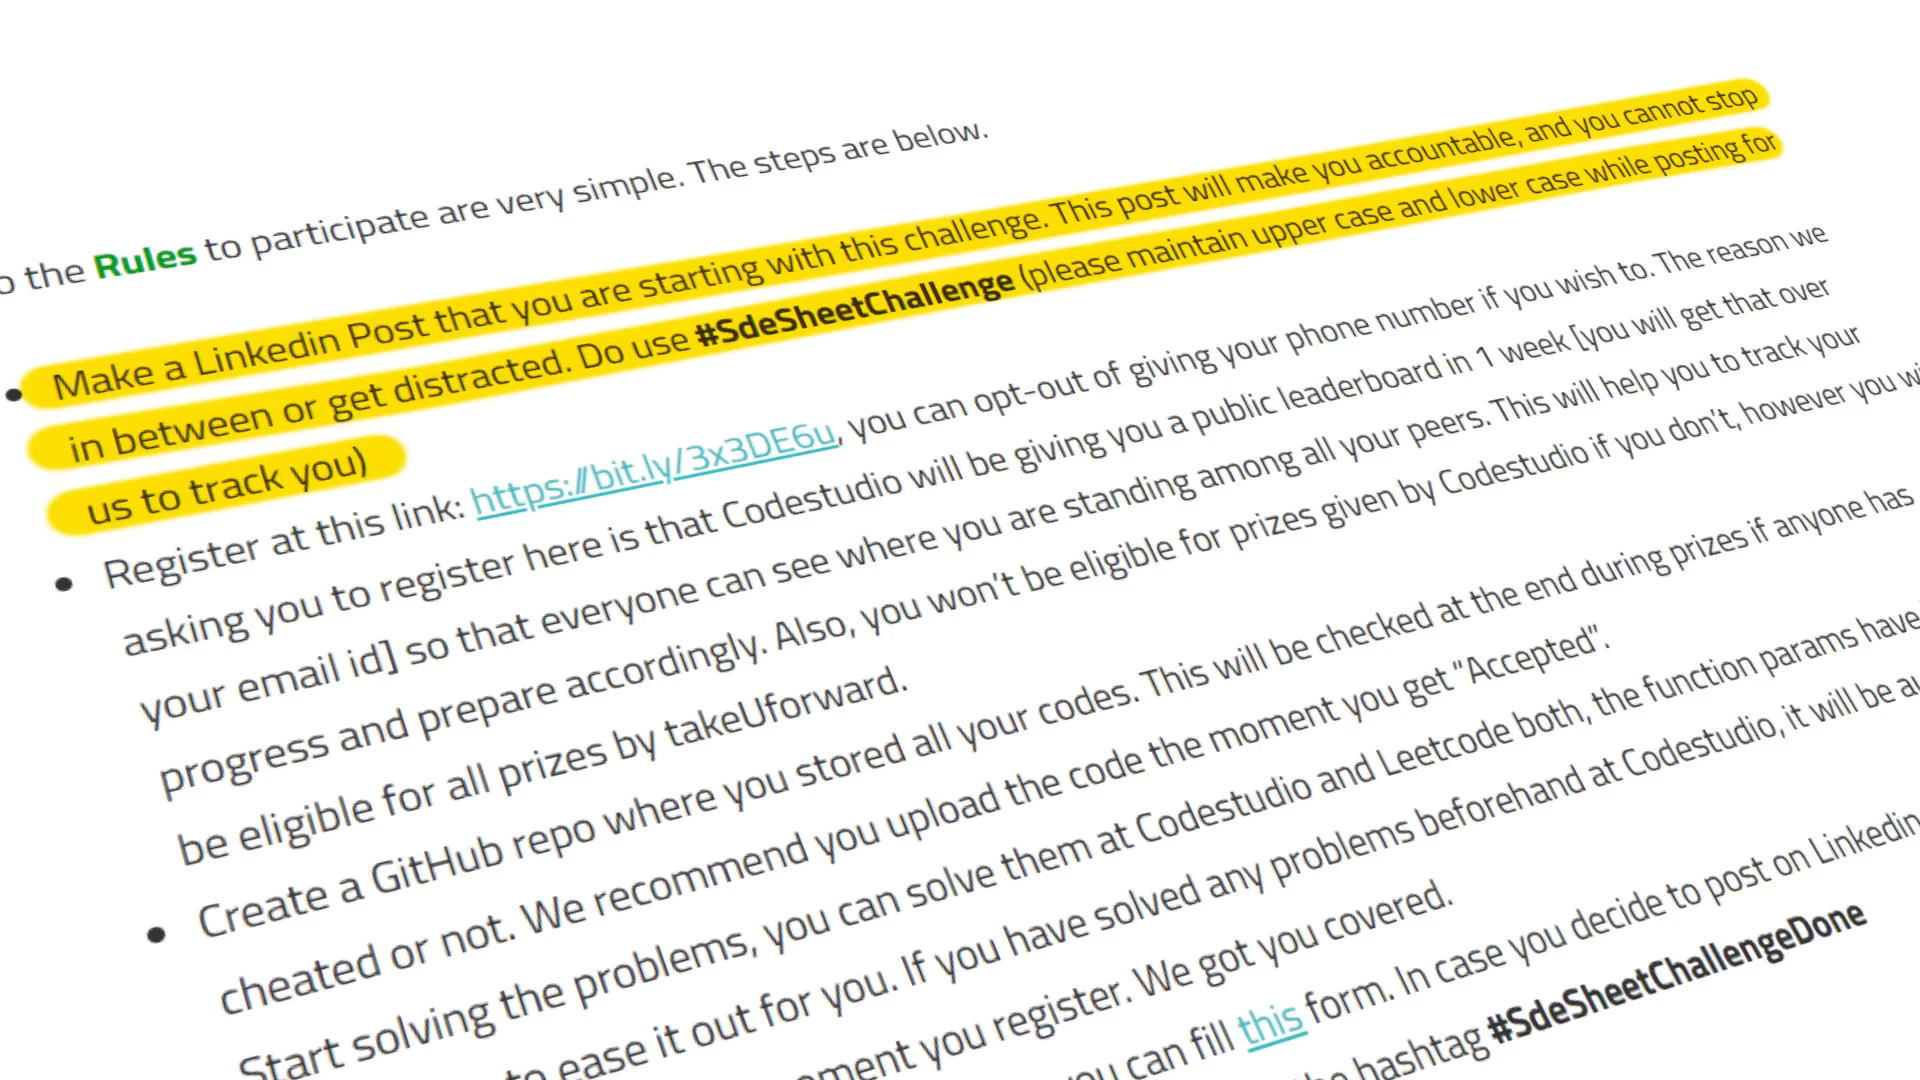 the Rules to participate are very simple. The steps are below.
Make a Linkedin Post that you are starting with this challenge. This post will make you accountable, and you cannot stop
in between or get distracted. Do use #SdeSheetChallenge (please maintain upper case and lower case while posting for
us to track you)
Register at this link: https://bit.ly/3x3DE6u, you can opt-out of giving your phone number if you wish to. The reason we
asking you to register here is that Codestudio will be giving you a public leaderboard in 1 week [you will get that over
your email id] so that everyone can see where you are standing among all your peers. This will help you to track your
progress and prepare accordingly. Also, you won't be eligible for prizes given by Codestudio if you don't, however you
be eligible for all prizes by takeUforward.
Create a GitHub repo where you stored all your codes. This will be checked at the end during prizes if anyone has
cheated or not. We recommend you upload the code the moment you get "Accepted".
Start solving the problems, you can solve them at Codestudio and Leetcode both, the function params have
to ease it out for you. If you have solved any problems beforehand at Codestudio, it will be
you register. We got you covered.
you can fill this form. In case you decide to post on Linkedin
hashtag #SdeSheetChallengeDone